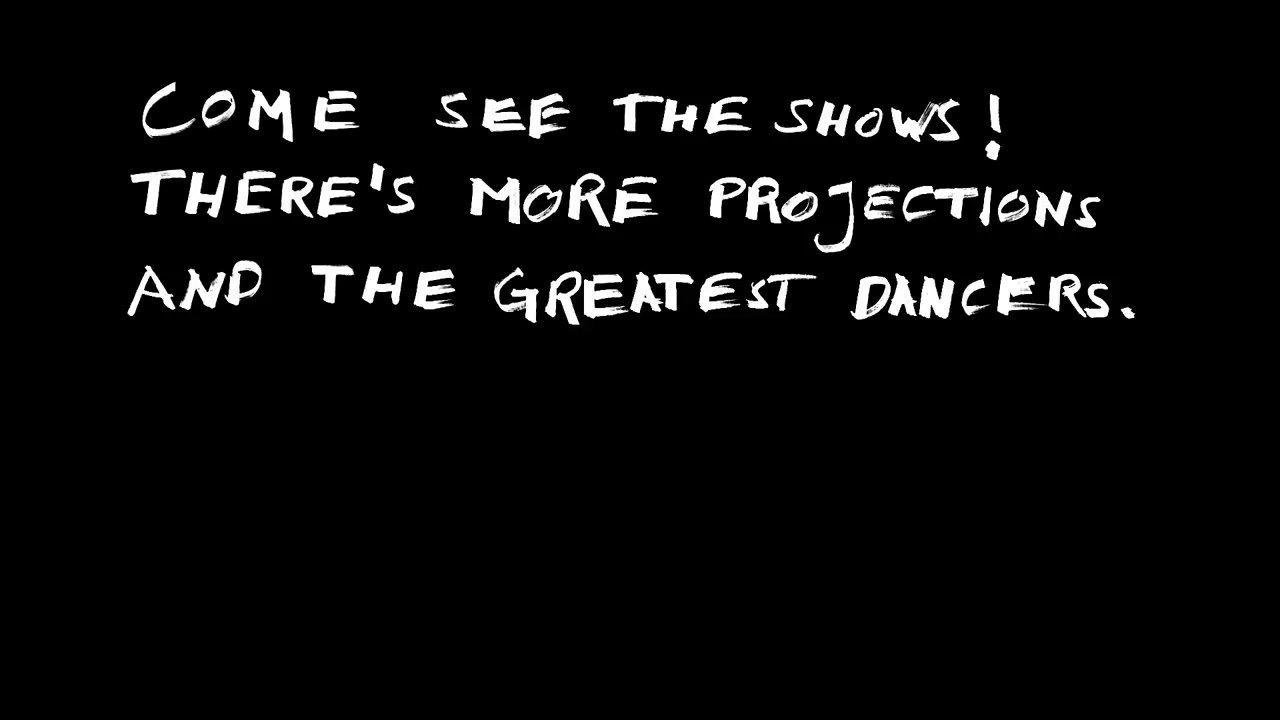 COME SEE THE SHOWS!
THERE'S MORE PROJECTIONS
AND THE GREATEST DANCERS.